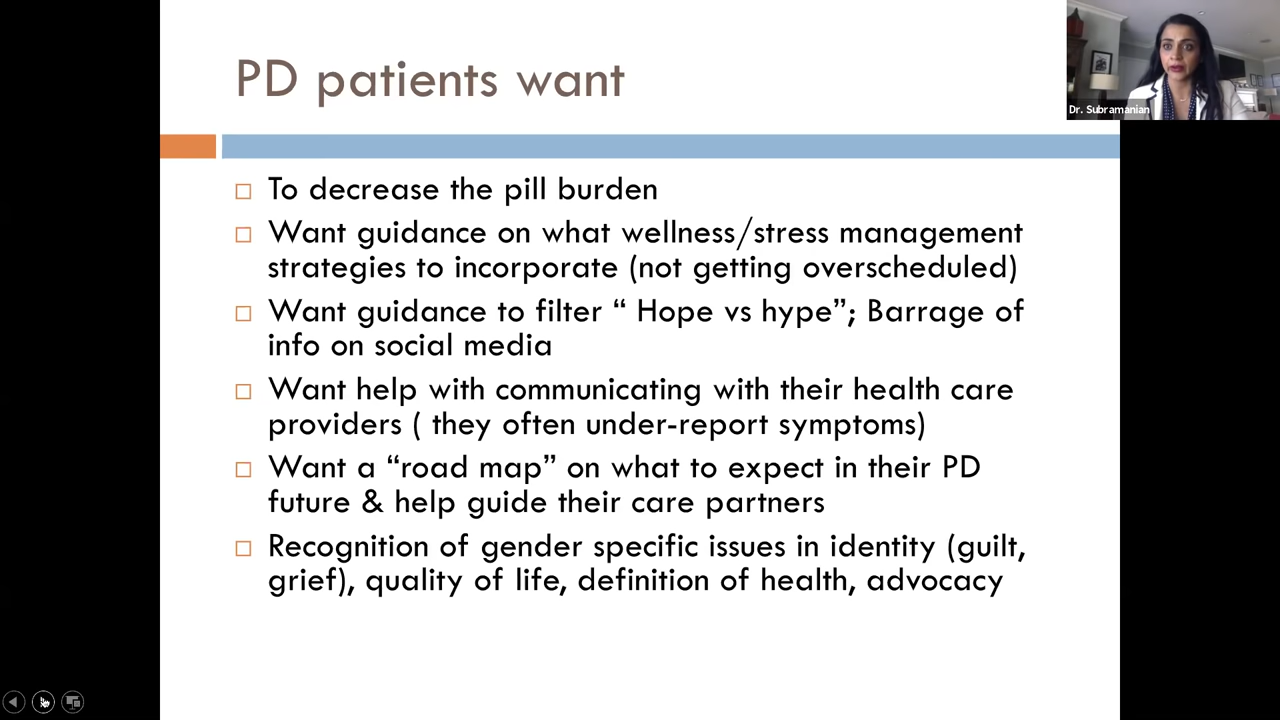 PD patients want
Dr. Subramanian
To decrease the pill burden
Want guidance on what wellness/stress management
strategies to incorporate (not getting overscheduled)
Want guidance to filter “ Hope vs hype”; Barrage of
info on social media
Want help with communicating with their health care
providers ( they often under-report symptoms)
Want a “road map” on what to expect in their PD
future & help guide their care partners
Recognition of gender specific issues in identity (guilt,
grief), quality of life, definition of health, advocacy